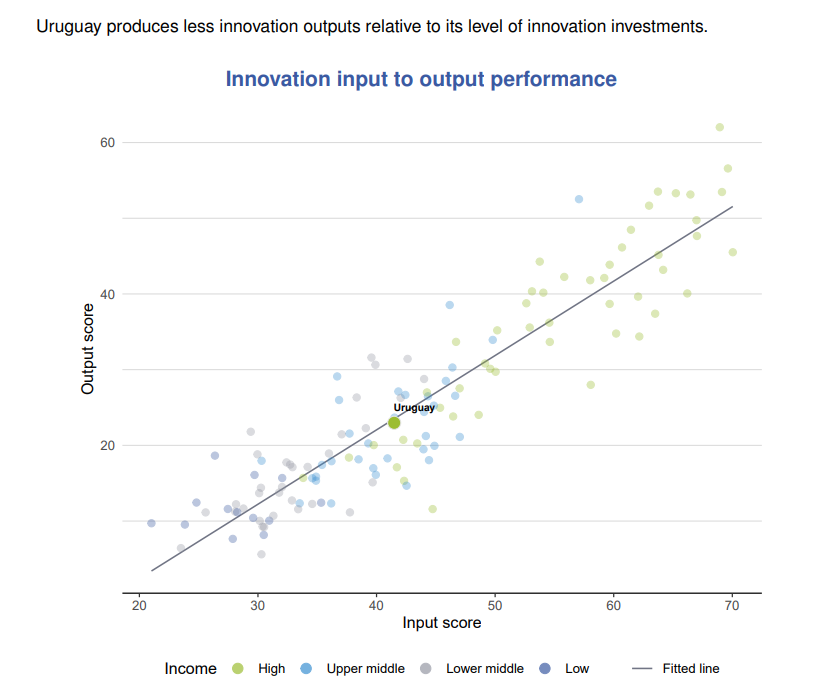 Uruguay produces less innovation outputs relative to its level of innovation investments.
Innovation input to output performance
60
40
20
Output score
Uruguay
20 30 40 50 60 70
Input score
Income High Upper middle Lower middle Low Fitted line